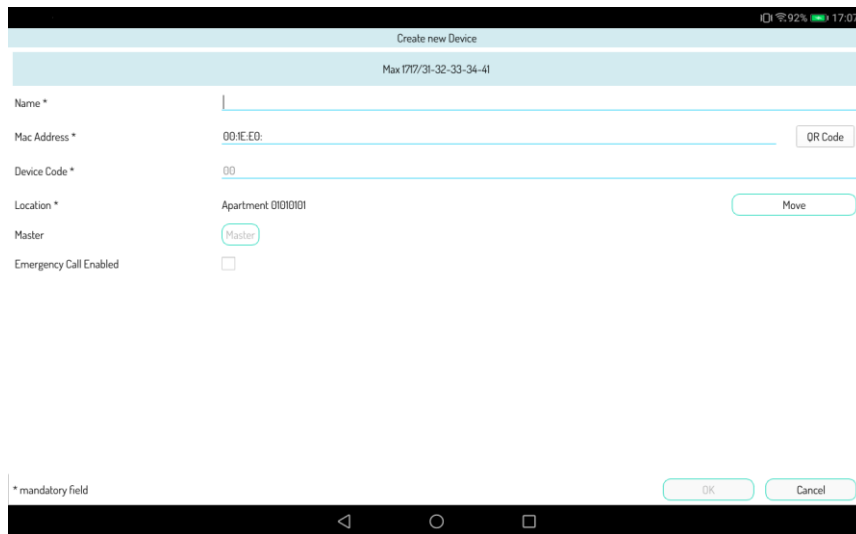 92% 17:07
Create new Device
Max 1717/31-32-33-34-41
Name *
Mac Address * 00:1E:E0: QR Code
Device Code * 00
Location * Apartment 01010101 Move
Master Master
Emergency Call Enabled
* mandatory field OK Cancel